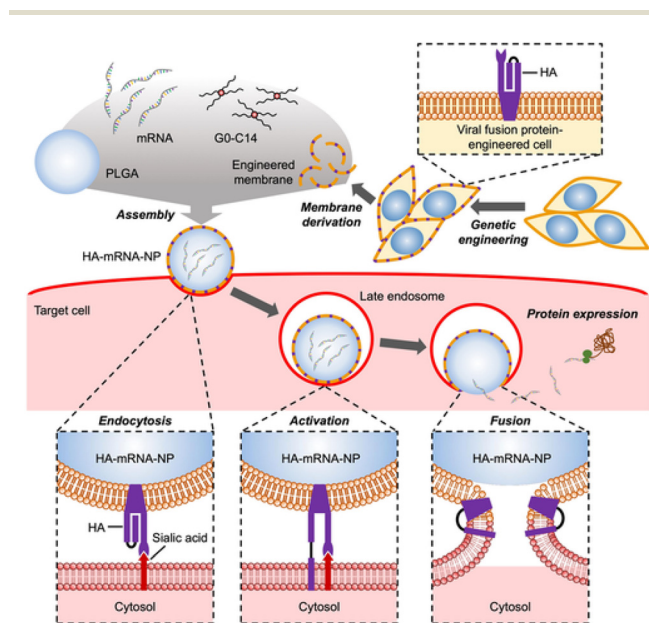 HA
Viral fusion protein-
engineered cell
mRNA
G0-C14
PLGA
Engineered
membrane
Assembly
Membrane
derivation
Genetic
engineering
HA-mRNA-NP
Target cell
Late endosome
Protein expression
Endocytosis
HA-mRNA-NP
HA
Sialic acid
Cytosol
Activation
HA-mRNA-NP
Cytosol
Fusion
HA-mRNA-NP
Cytosol